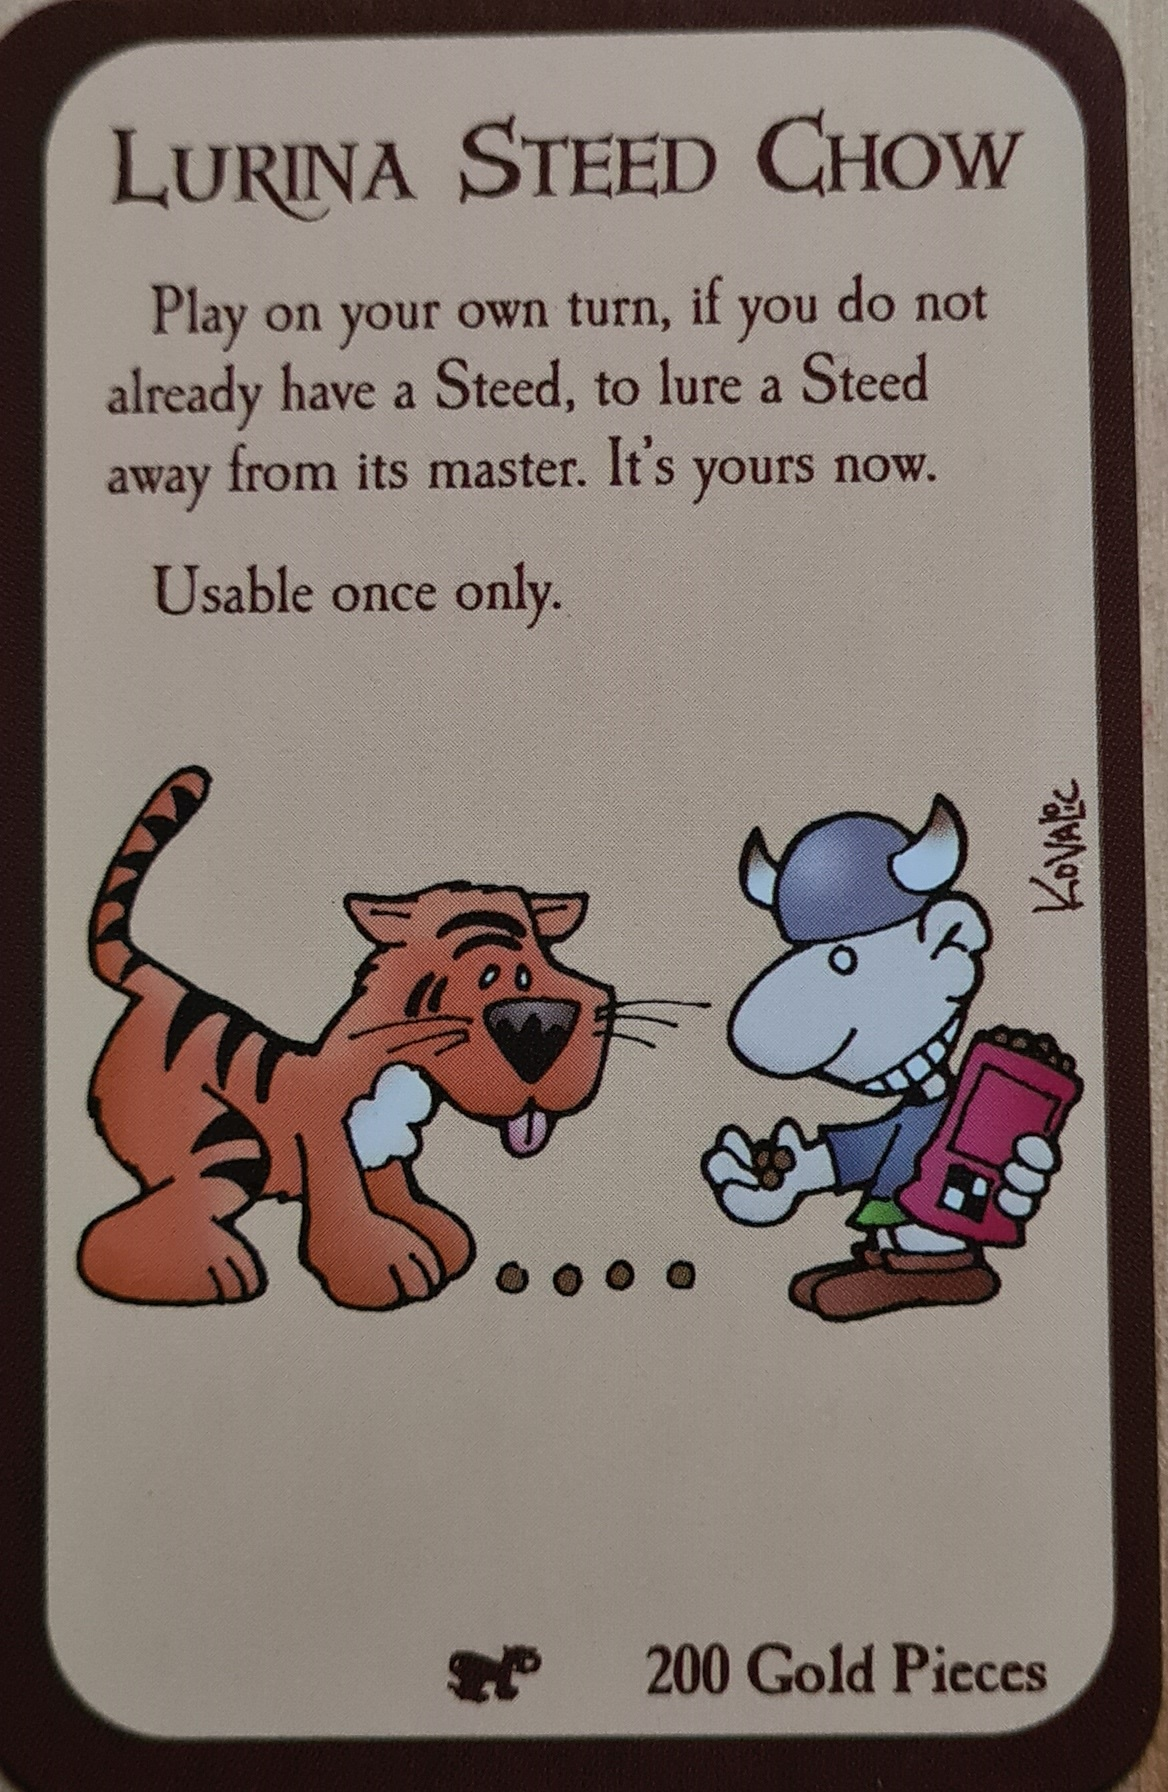 Lurina Steed Chow
Play on your own turn, if you do not
already have a Steed, to lure a Steed
away from its master. It's yours now.
Usable once only.
Kovalic
200 Gold Pieces